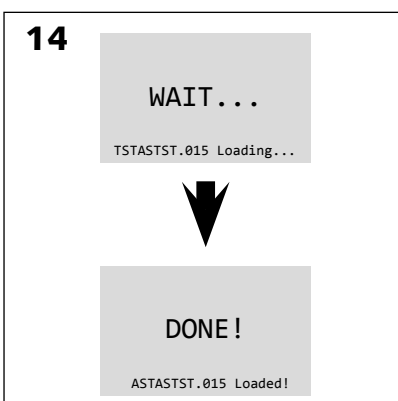 14
WAIT...
TSTASTST.015 Loading...
DONE!
ASTASTST.015 Loaded!